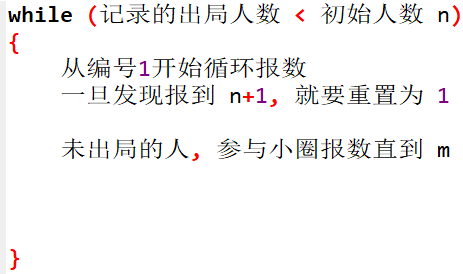 while (记录的出局人数 < 初始人数 n)
{
从编号1开始循环报数
一旦发现报到 n+1, 就要重置为 1
未出局的人, 参与小圈报数直到 m
}